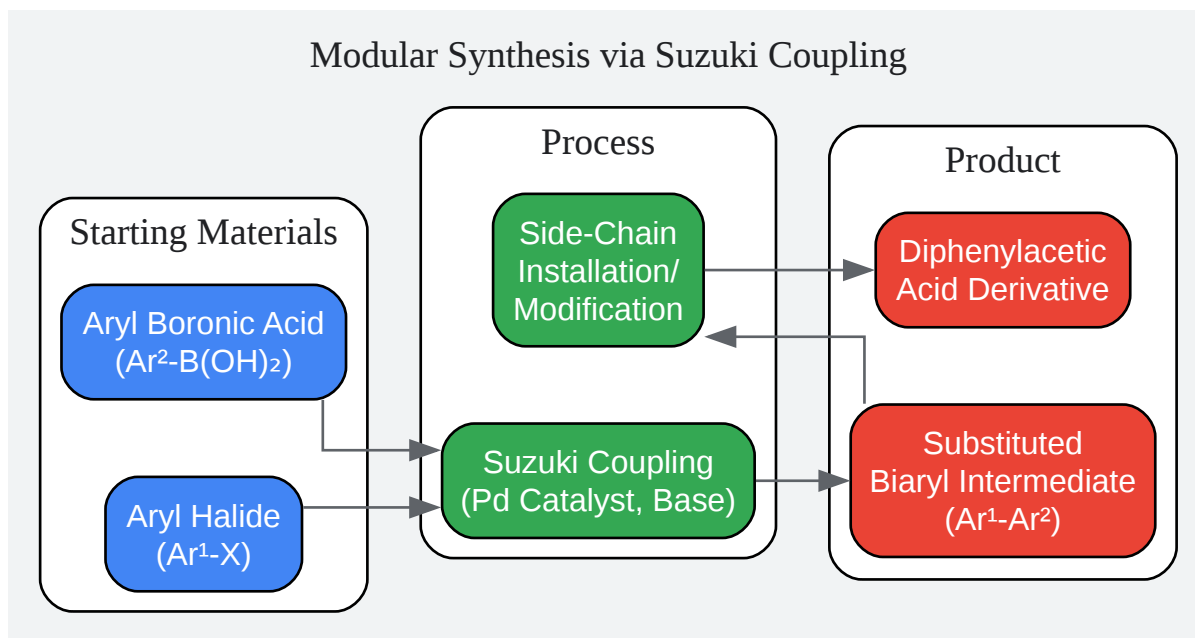 Modular Synthesis via Suzuki Coupling
Starting Materials
Aryl Boronic Acid
(Ar²-B(OH)₂)
Aryl Halide
(Ar¹-X)
Process
Side-Chain
Installation/
Modification
Suzuki Coupling
(Pd Catalyst, Base)
Product
Diphenylacetic
Acid Derivative
Substituted
Biaryl Intermediate
(Ar¹-Ar²)